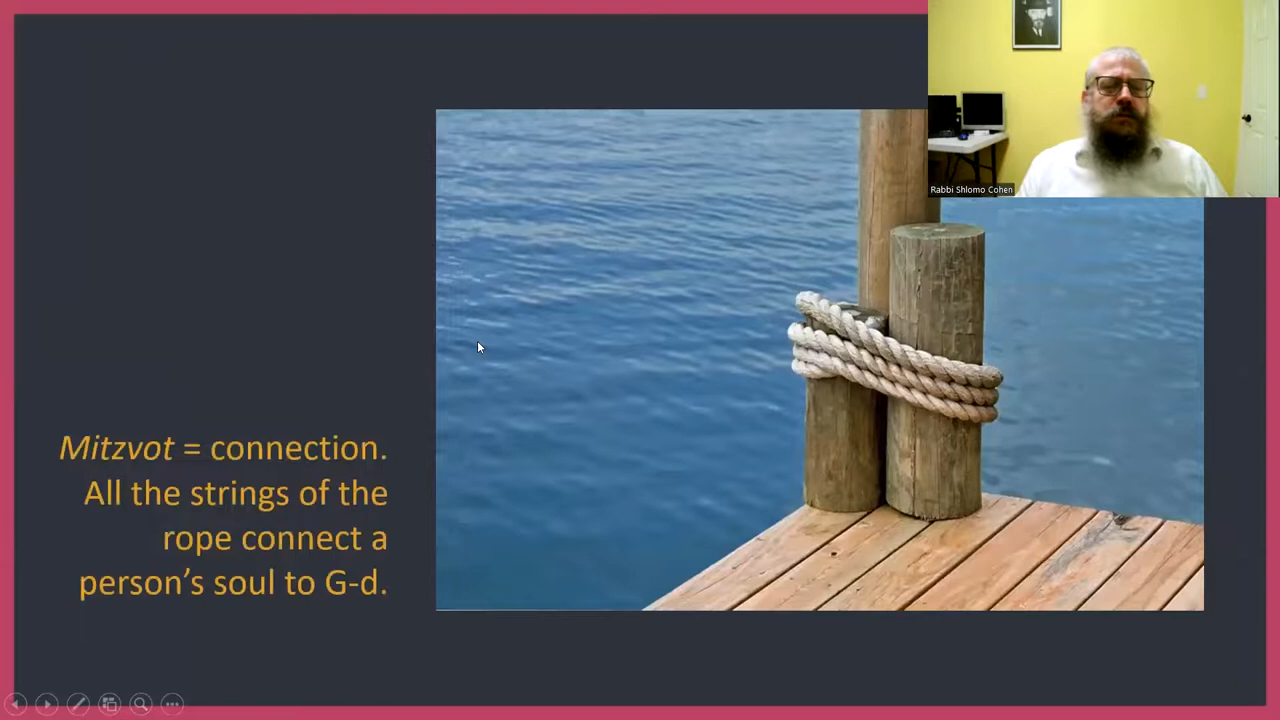 Rabbi Shlomo Cohen
Mitzvot = connection.
All the strings of the
rope connect a
person's soul to G-d.